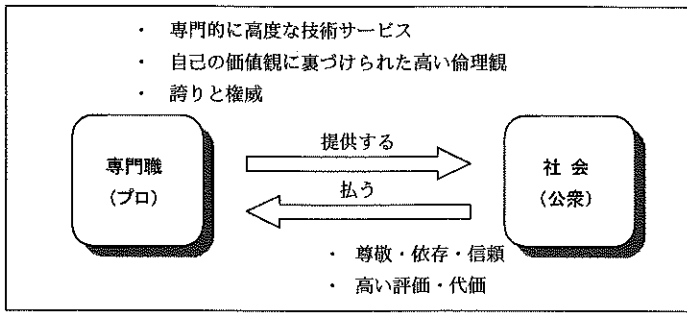 ・ 専門的に高度な技術サービス
・ 自己の価値観に裏づけられた高い倫理観
・ 誇りと権威
専門職
(プロ)
提供する
払う
社 会
(公衆)
・ 尊敬・依存・信頼
・ 高い評価・代価